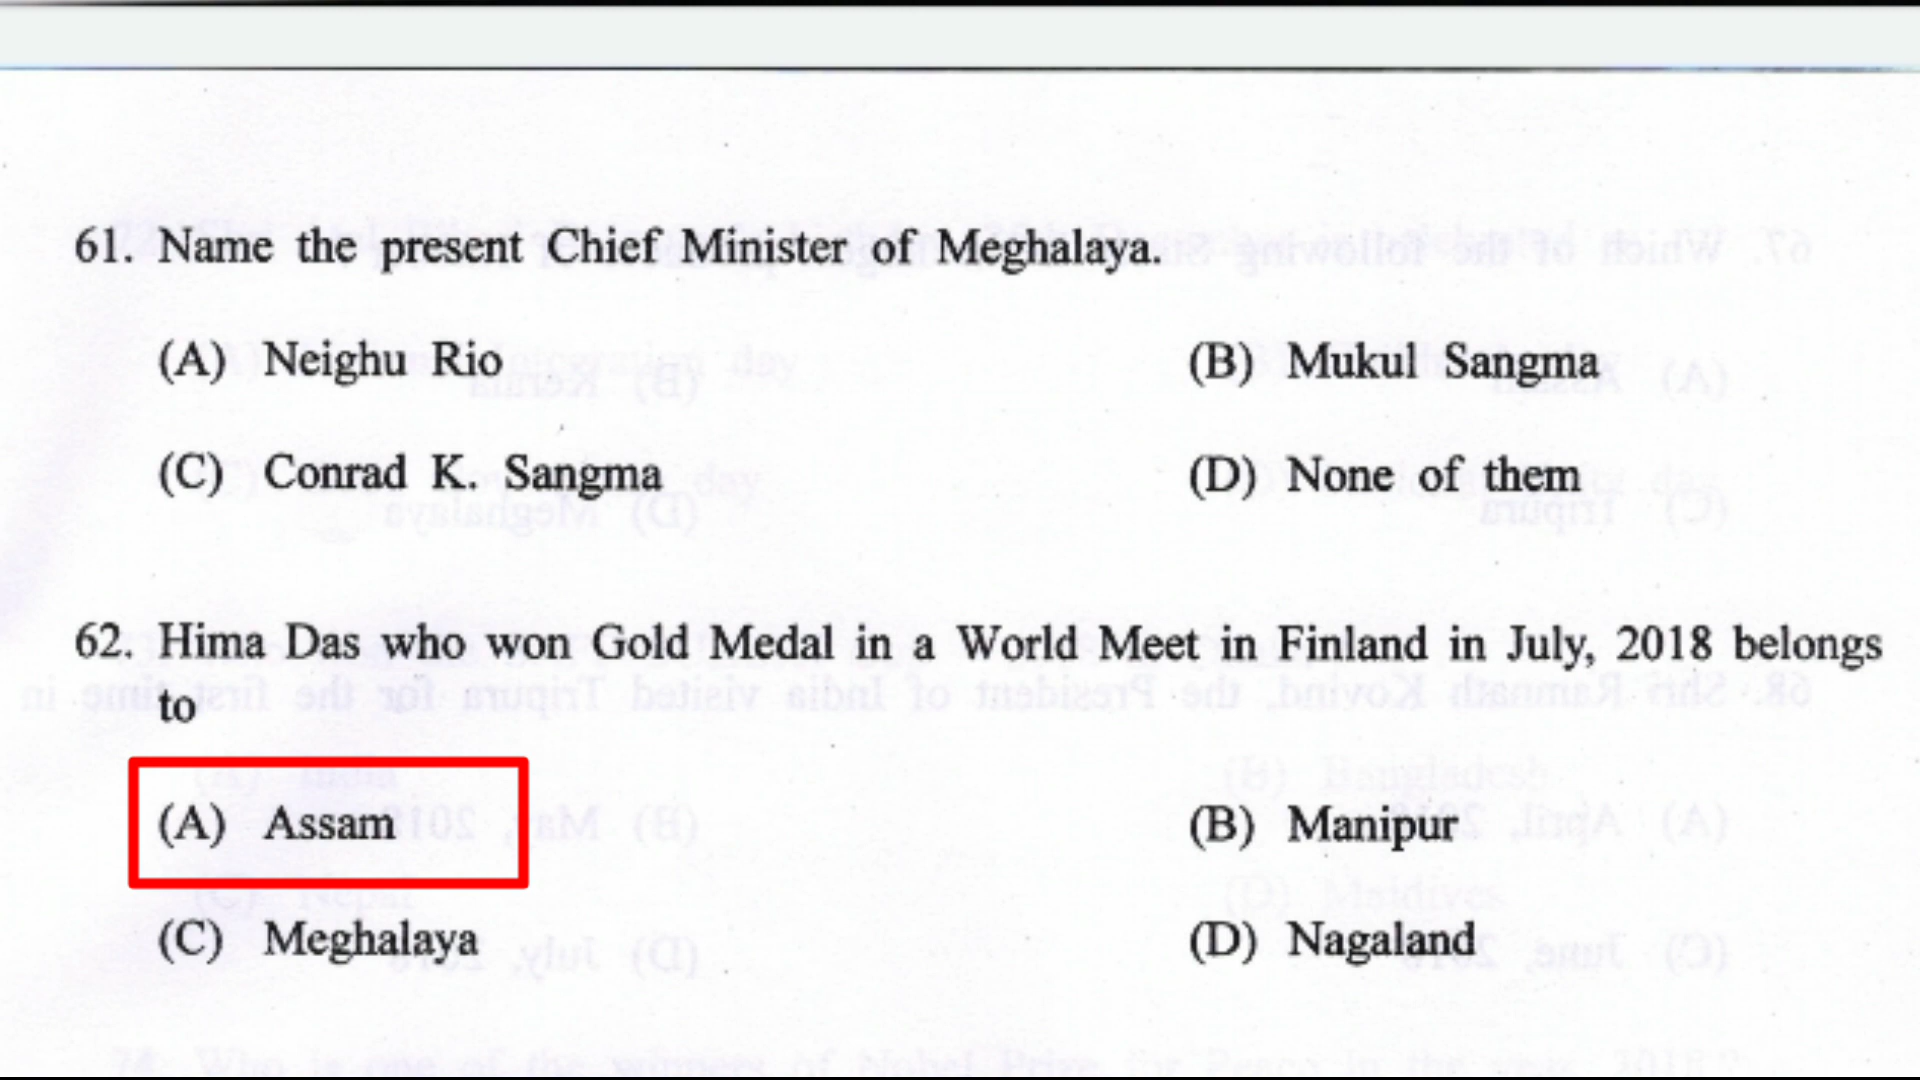 61. Name the present Chief Minister of Meghalaya.
(A) Neighu Rio (B) Mukul Sangma
(C) Conrad K. Sangma (D) None of them
62. Hima Das who won Gold Medal in a World Meet in Finland in July, 2018 belongs
to
(A) Assam (B) Manipur
(C) Meghalaya (D) Nagaland